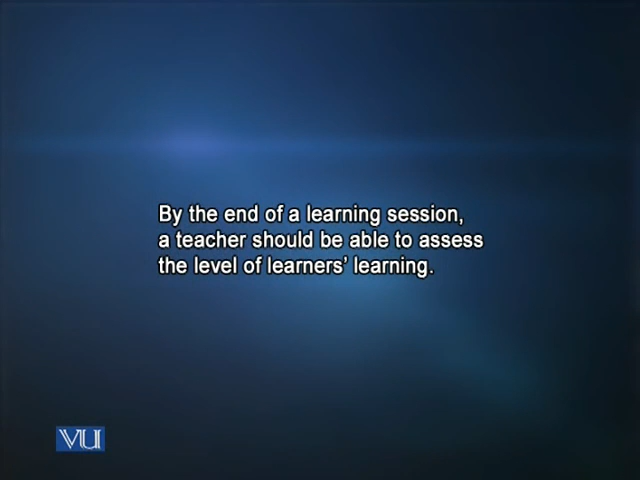 By the end of a learning session,
a teacher should be able to assess
the level of learners' learning.
VU